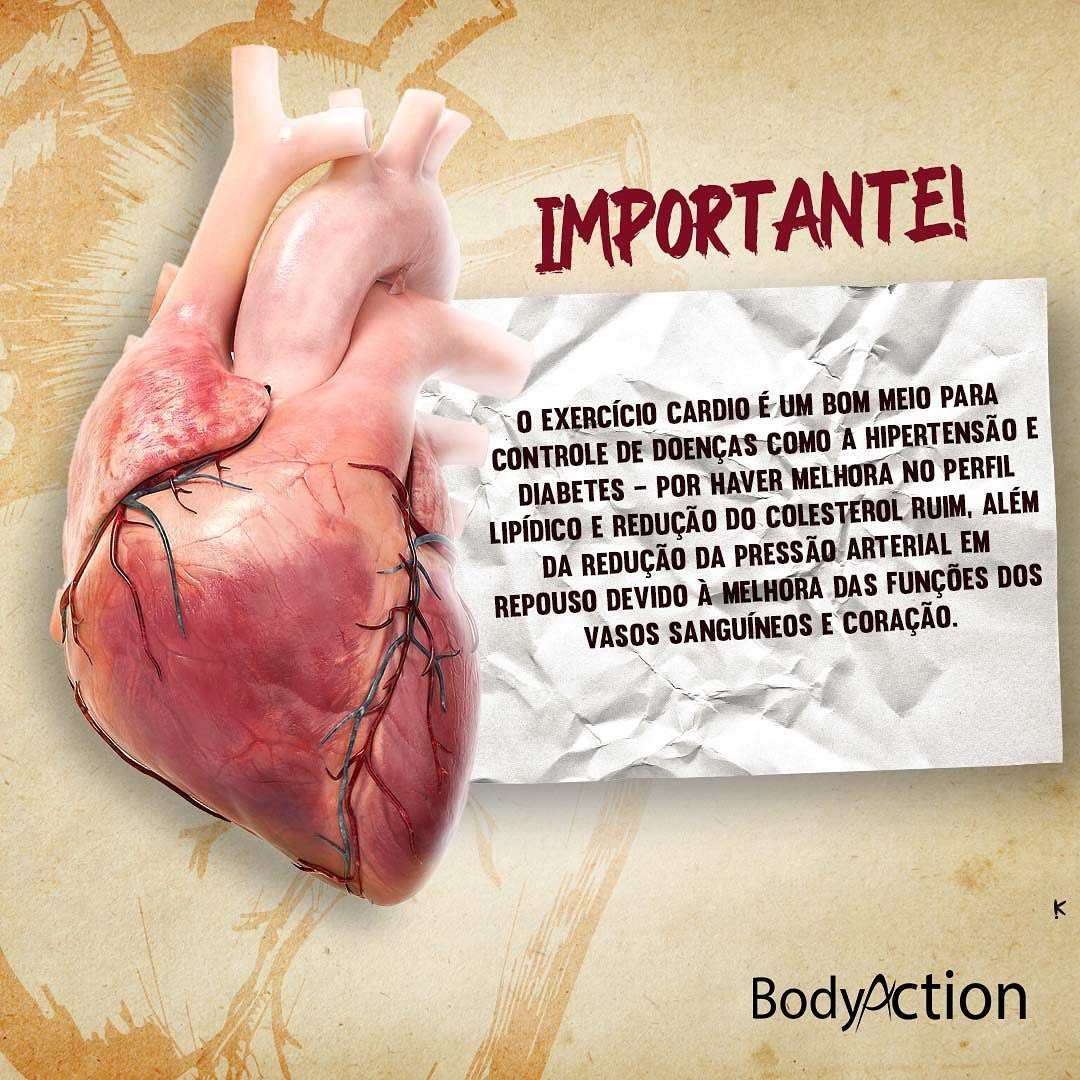 IMPORTANTE!
O EXERCÍCIO CARDIO É UM BOM MEIO PARA
CONTROLE DE DOENÇAS COMO A HIPERTENSÃO E
DIABETES – POR HAVER MELHORA NO PERFIL
LIPÍDICO E REDUÇÃO DO COLESTEROL RUIM, ALÉM
DA REDUÇÃO DA PRESSÃO ARTERIAL EM
REPOUSO DEVIDO À MELHORA DAS FUNÇÕES DOS
VASOS SANGUÍNEOS E CORAÇÃO.
K
BodyAction